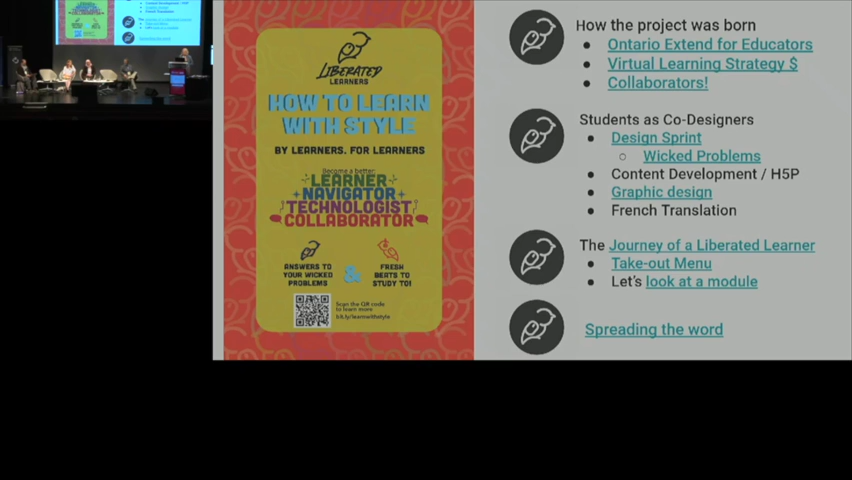 LIBERATED
LEARNERS
HOW TO LEARN
WITH STYLE
BY LEARNERS. FOR LEARNERS
Become a better:
LEARNER
NAVIGATOR
TECHNOLOGIST
COLLABORATOR
ANSWERS TO
YOUR WICKED
PROBLEMS
&
FRESH
BEATS TO
STUDY TO!
Scan the QR code
to learn more
bit.ly/learnwithstyle
How the project was born
Ontario Extend for Educators
Virtual Learning Strategy $
Collaborators!
Students as Co-Designers
Design Sprint
Wicked Problems
Content Development / H5P
Graphic design
French Translation
The Journey of a Liberated Learner
Take-out Menu
Let's look at a module
Spreading the word